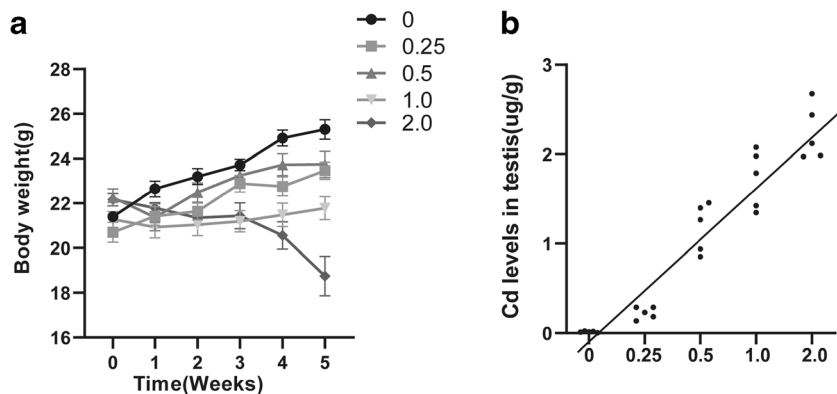 a
0
0.25
0.5
1.0
2.0
28
26
24
22
20
18
16
Body weight(g)
0 1 2 3 4 5
Time(Weeks)
b
3
2
1
0
Cd levels in testis(ug/g)
0 0.25 0.5 1.0 2.0